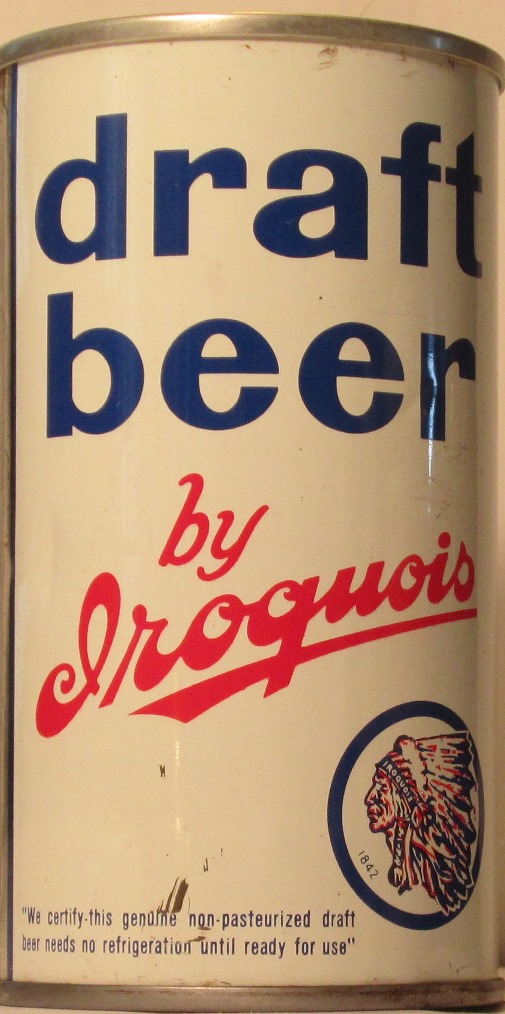 draft
beer
by
Iroquois
IROQUOIS
1842
"We certify-this genuine non-pasteurized draft
beer needs no refrigeration until ready for use"